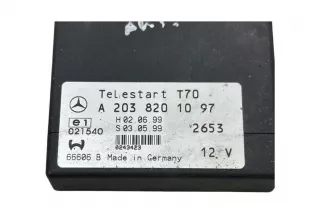 Telestart T70
A 203 820 10 97
e1
H 02.06.99
021540
S 03.05.99
2653
0243423
66606 B Made in Germany
12 V